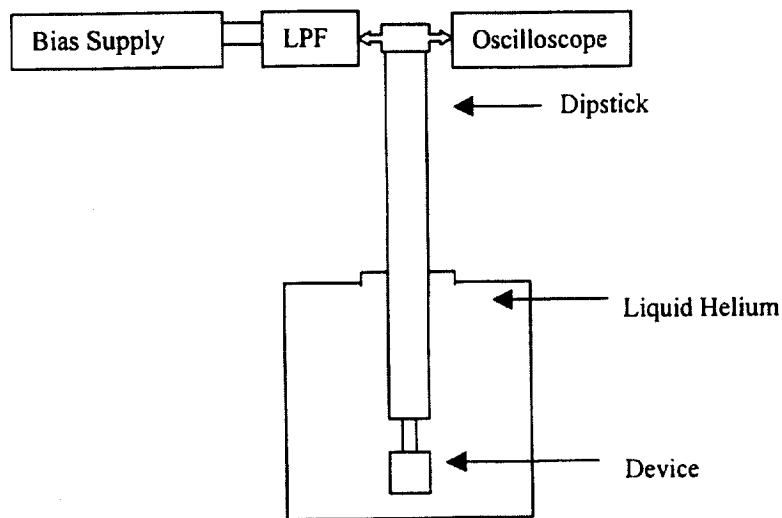 Bias Supply
LPF
Oscilloscope
Dipstick
Liquid Helium
Device